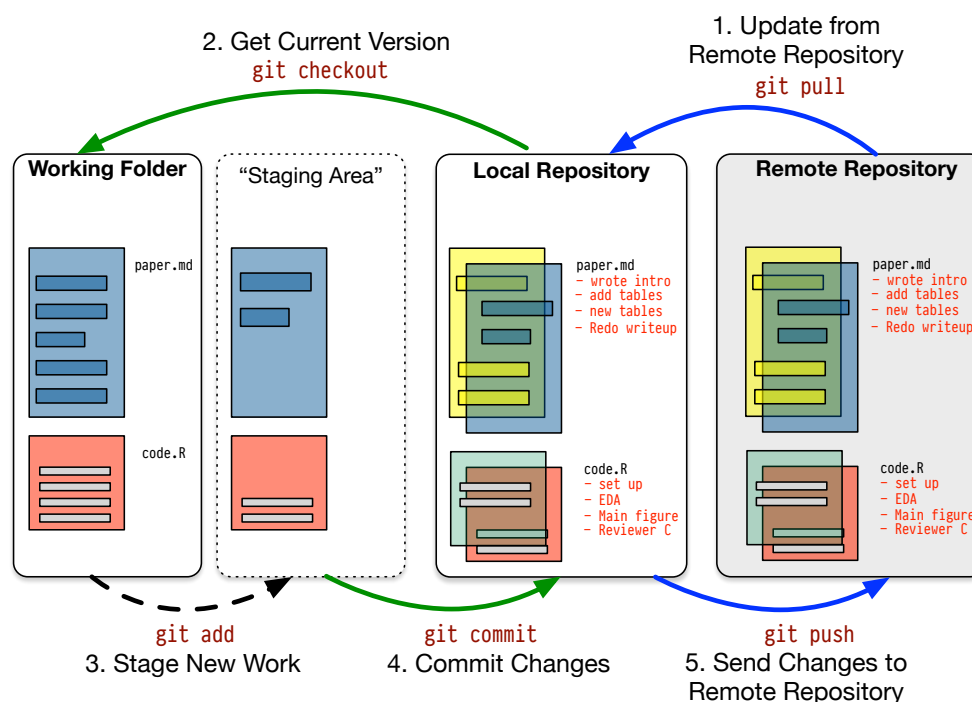 1. Update from
Remote Repository
git pull
2. Get Current Version
git checkout
Working Folder
paper.md
code.R
“Staging Area”
Local Repository
paper.md
- wrote intro
- add tables
- new tables
- Redo writeup
code.R
- set up
- EDA
- Main figure
- Reviewer C
Remote Repository
paper.md
- wrote intro
- add tables
- new tables
- Redo writeup
code.R
- set up
- EDA
- Main figure
- Reviewer C
git add
3. Stage New Work
git commit
4. Commit Changes
git push
5. Send Changes to
Remote Repository